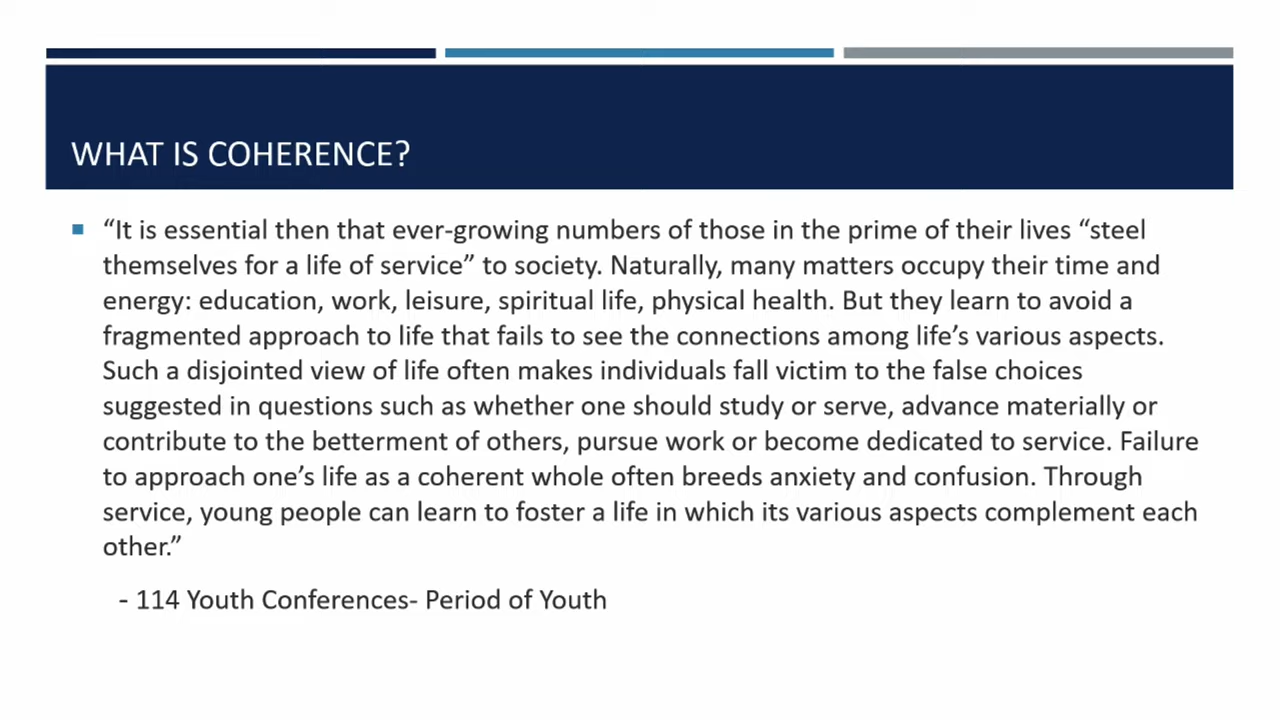 WHAT IS COHERENCE?
“It is essential then that ever-growing numbers of those in the prime of their lives “steel
themselves for a life of service” to society. Naturally, many matters occupy their time and
energy: education, work, leisure, spiritual life, physical health. But they learn to avoid a
fragmented approach to life that fails to see the connections among life’s various aspects.
Such a disjointed view of life often makes individuals fall victim to the false choices
suggested in questions such as whether one should study or serve, advance materially or
contribute to the betterment of others, pursue work or become dedicated to service. Failure
to approach one’s life as a coherent whole often breeds anxiety and confusion. Through
service, young people can learn to foster a life in which its various aspects complement each
other.”
- 114 Youth Conferences- Period of Youth